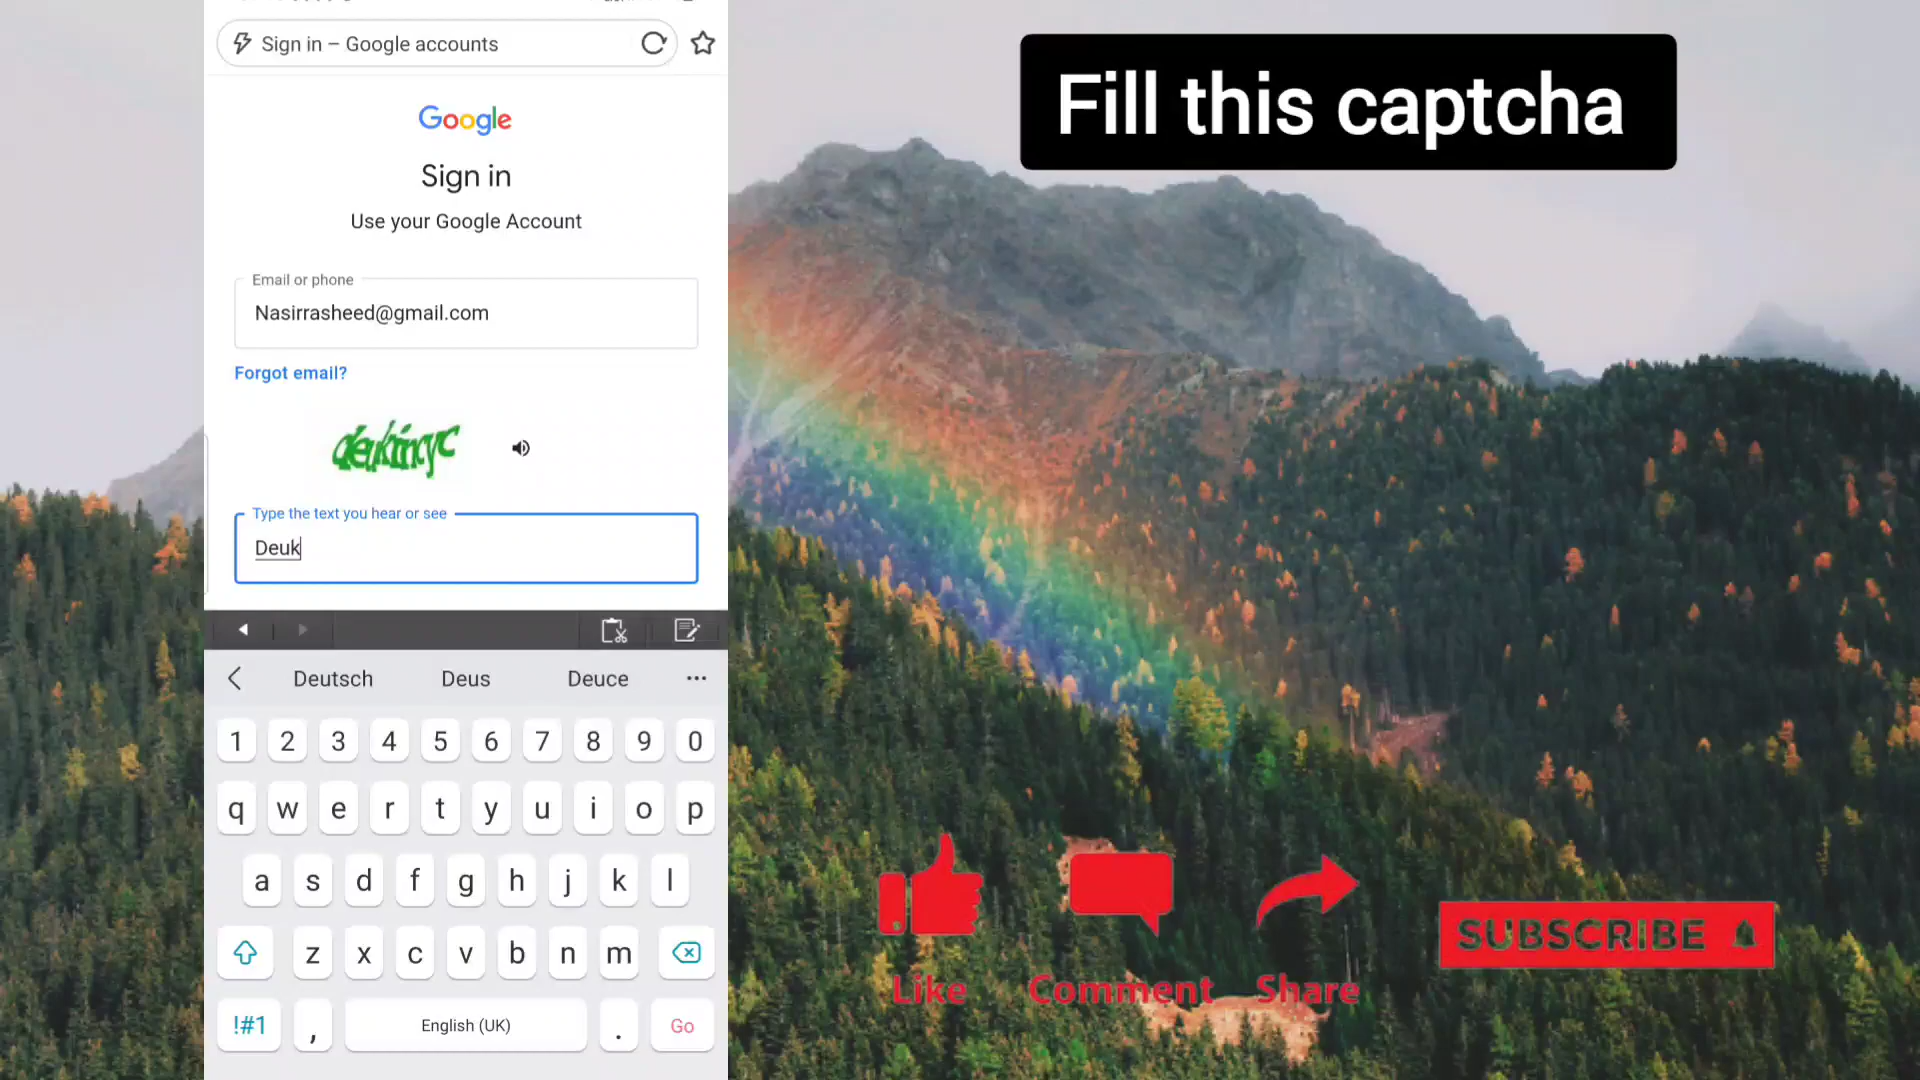 Sign in – Google accounts
Google
Sign in
Use your Google Account
Email or phone
Nasirrasheed@gmail.com
Forgot email?
Type the text you hear or see
Deuk
Deutsch Deus Deuce
1 2 3 4 5 6 7 8 9 0
q w e r t y u i o p
a s d f g h j k l
z x c v b n m
!#1 , English (UK) . Go
Fill this captcha
Like Comment Share
SUBSCRIBE